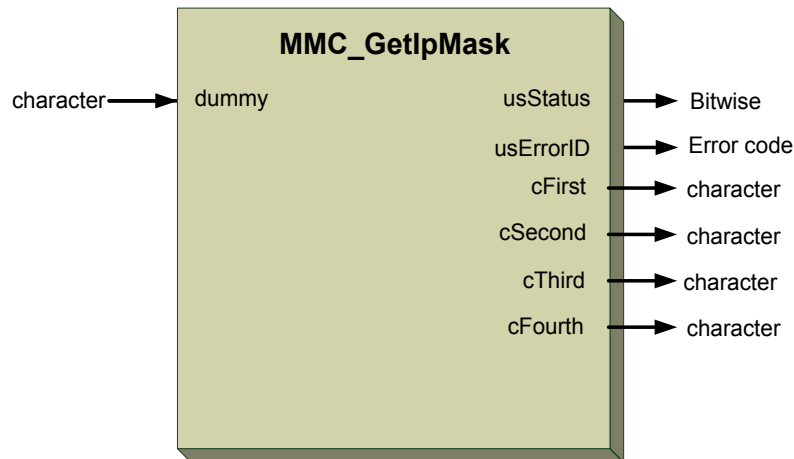 MMC_GetIpMask
character dummy usStatus Bitwise
usErrorID Error code
cFirst character
cSecond character
cThird character
cFourth character